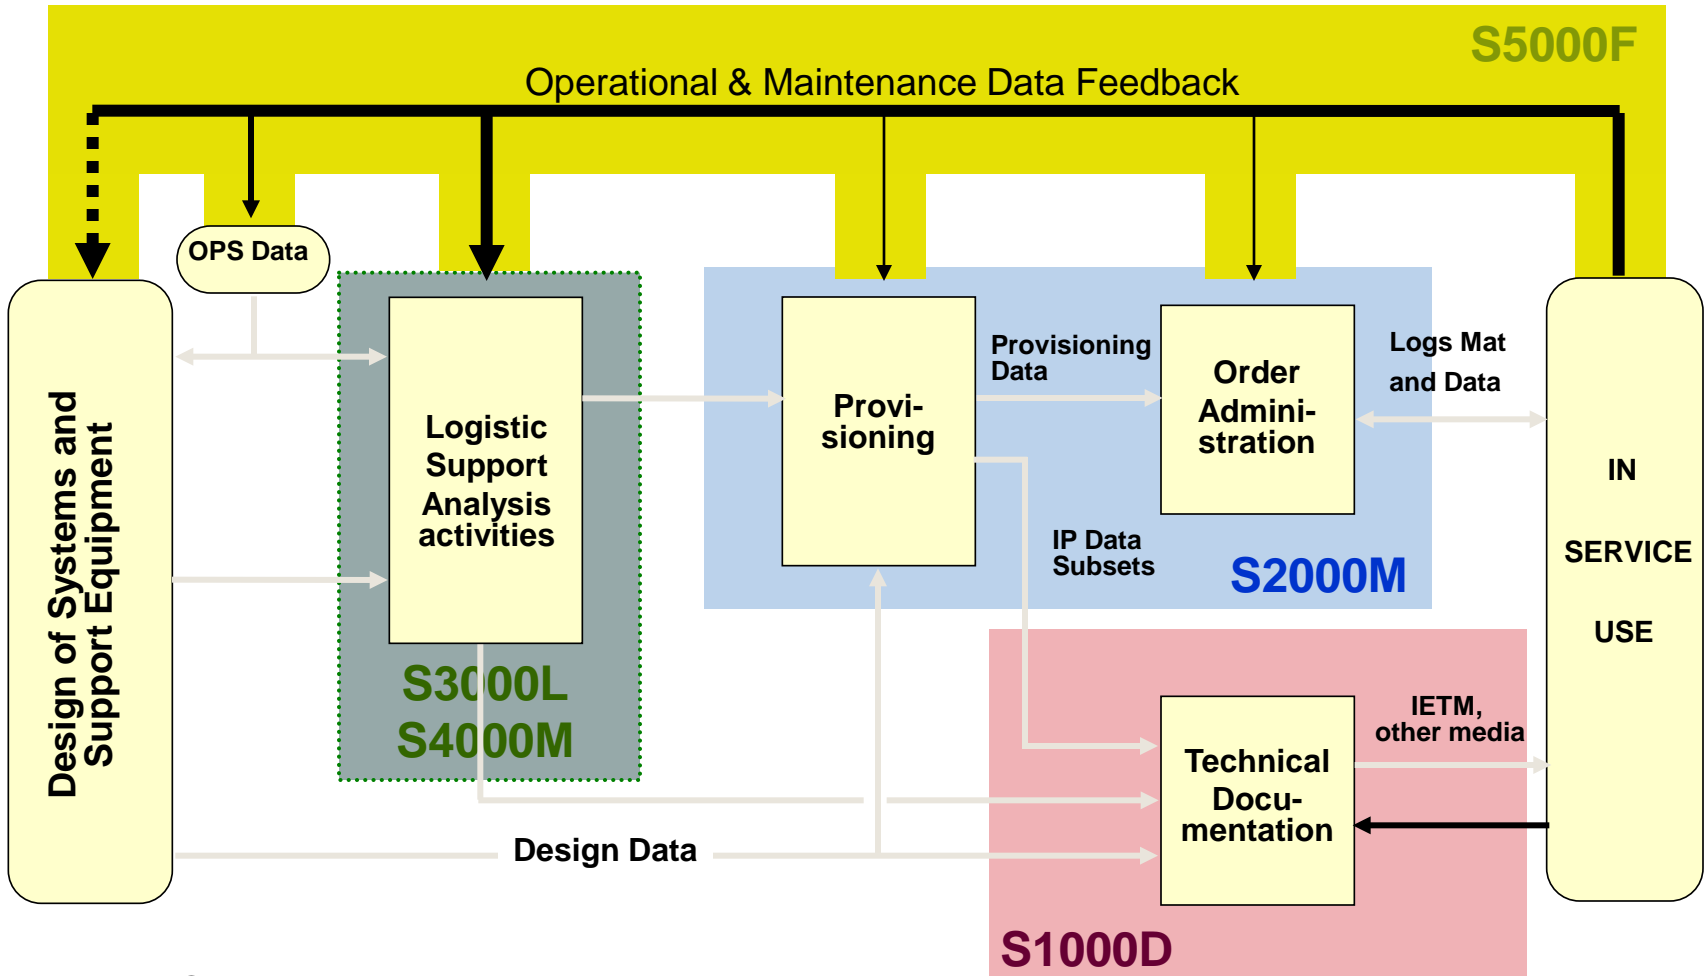 S5000F
Operational & Maintenance Data Feedback
OPS Data
Design of Systems and
Support Equipment
Logistic
Support
Analysis
activities
S3000L
S4000M
Provi-
sioning
Provisioning
Data
Order
Admini-
stration
Logs Mat
and Data
IP Data
Subsets
S2000M
IN
SERVICE
USE
IETM,
other media
Technical
Docu-
mentation
Design Data
S1000D